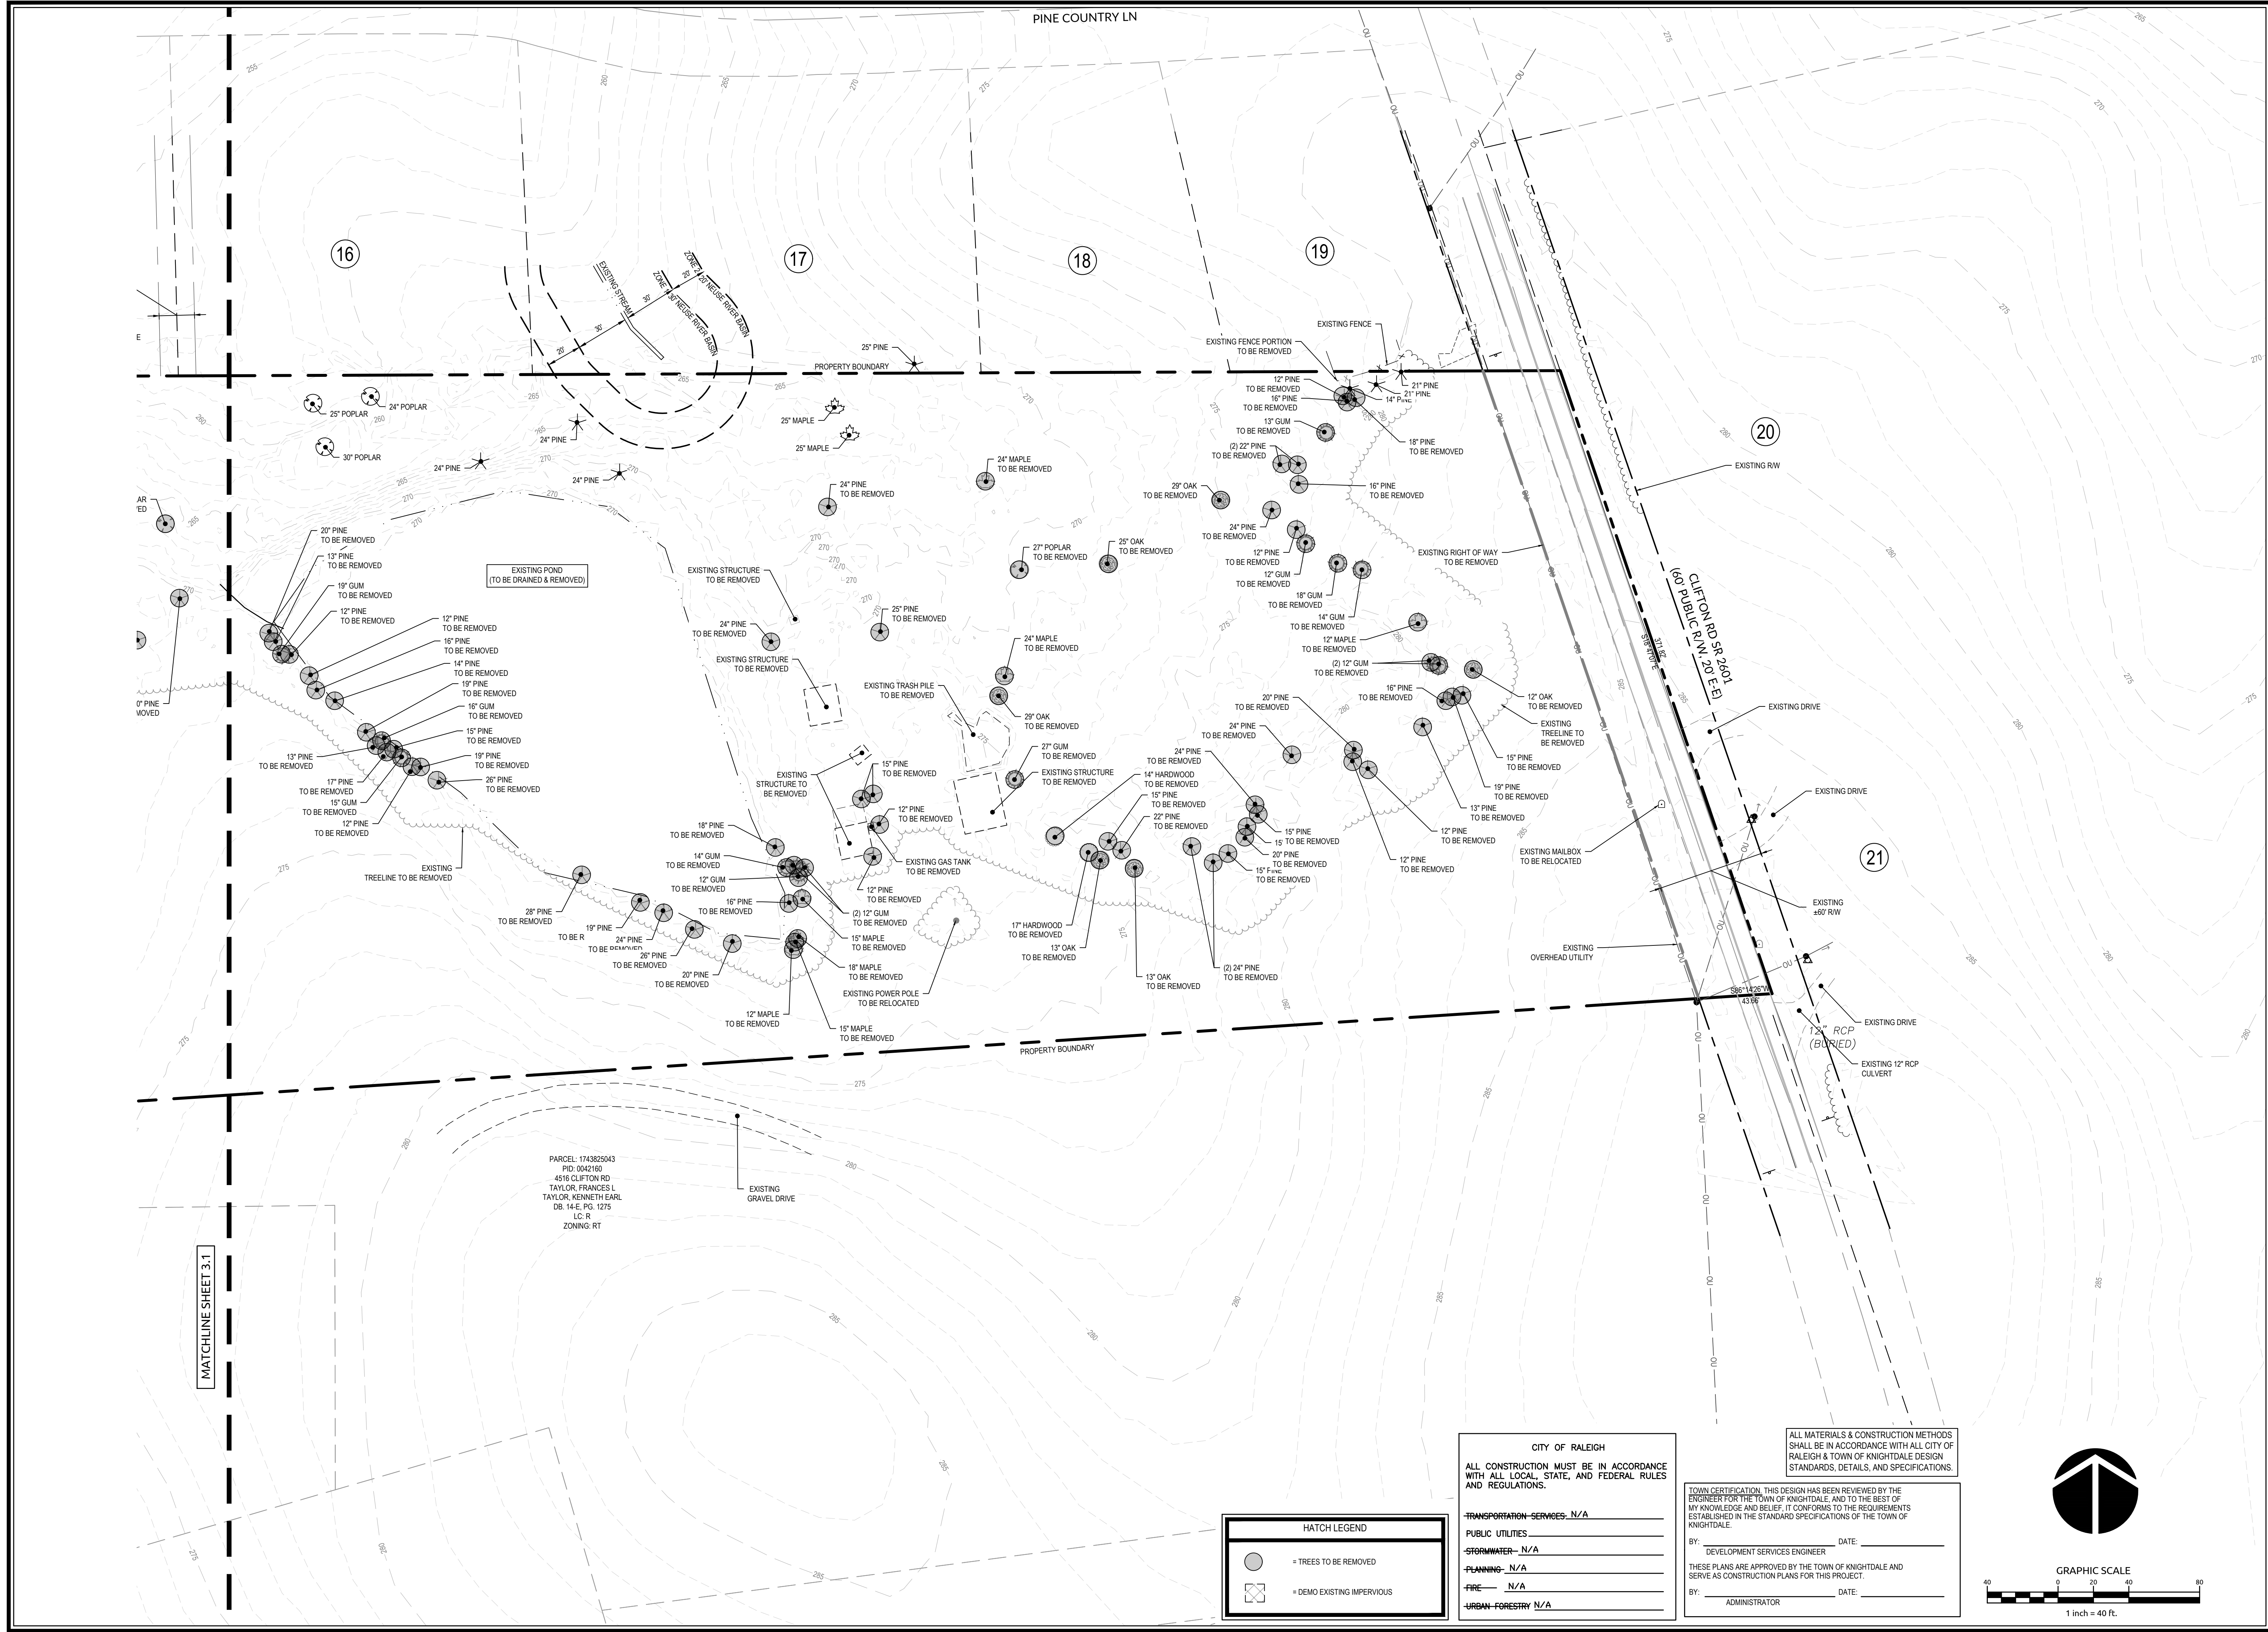 PINE COUNTRY LN
16
17
18
19
20
21
EXISTING STREAM
ZONE 1 - 30' NEUSE RIVER BASIN
ZONE 2 - 20' NEUSE RIVER BASIN
20'
30'
30'
20'
25" PINE
PROPERTY BOUNDARY
EXISTING FENCE
EXISTING FENCE PORTION
TO BE REMOVED
12" PINE
TO BE REMOVED
16" PINE
TO BE REMOVED
21" PINE
21" PINE
14" PINE
13" GUM
TO BE REMOVED
18" PINE
TO BE REMOVED
(2) 22" PINE
TO BE REMOVED
16" PINE
TO BE REMOVED
29" OAK
TO BE REMOVED
24" PINE
TO BE REMOVED
12" PINE
TO BE REMOVED
12" GUM
TO BE REMOVED
18" GUM
TO BE REMOVED
14" GUM
TO BE REMOVED
12" MAPLE
TO BE REMOVED
(2) 12" GUM
TO BE REMOVED
16" PINE
TO BE REMOVED
12" OAK
TO BE REMOVED
EXISTING
TREELINE TO
BE REMOVED
15" PINE
TO BE REMOVED
19" PINE
TO BE REMOVED
13" PINE
TO BE REMOVED
12" PINE
TO BE REMOVED
12" PINE
TO BE REMOVED
20" PINE
TO BE REMOVED
24" PINE
TO BE REMOVED
24" PINE
TO BE REMOVED
EXISTING RIGHT OF WAY
TO BE REMOVED
EXISTING R/W
CLIFTON RD SR 2601
(60' PUBLIC R/W, 20' E-E)
371.82'
S18°47'07"E
EXISTING DRIVE
EXISTING DRIVE
EXISTING MAILBOX
TO BE RELOCATED
EXISTING
±60' R/W
EXISTING
OVERHEAD UTILITY
S86°14'26"W
43.66'
EXISTING DRIVE
12" RCP
(BURIED)
EXISTING 12" RCP
CULVERT
25" POPLAR
24" POPLAR
30" POPLAR
24" PINE
24" PINE
24" PINE
25" MAPLE
25" MAPLE
24" MAPLE
TO BE REMOVED
24" PINE
TO BE REMOVED
27" POPLAR
TO BE REMOVED
25" OAK
TO BE REMOVED
EXISTING POND
(TO BE DRAINED & REMOVED)
EXISTING STRUCTURE
TO BE REMOVED
24" PINE
TO BE REMOVED
25" PINE
TO BE REMOVED
EXISTING STRUCTURE
TO BE REMOVED
24" MAPLE
TO BE REMOVED
EXISTING TRASH PILE
TO BE REMOVED
29" OAK
TO BE REMOVED
27" GUM
TO BE REMOVED
EXISTING STRUCTURE
TO BE REMOVED
EXISTING
STRUCTURE TO
BE REMOVED
15" PINE
TO BE REMOVED
12" PINE
TO BE REMOVED
EXISTING GAS TANK
TO BE REMOVED
12" PINE
TO BE REMOVED
20" PINE
TO BE REMOVED
13" PINE
TO BE REMOVED
19" GUM
TO BE REMOVED
12" PINE
TO BE REMOVED
12" PINE
TO BE REMOVED
16" PINE
TO BE REMOVED
14" PINE
TO BE REMOVED
19" PINE
TO BE REMOVED
16" GUM
TO BE REMOVED
15" PINE
TO BE REMOVED
19" PINE
TO BE REMOVED
26" PINE
TO BE REMOVED
13" PINE
TO BE REMOVED
17" PINE
TO BE REMOVED
15" GUM
TO BE REMOVED
12" PINE
TO BE REMOVED
EXISTING
TREELINE TO BE REMOVED
28" PINE
TO BE REMOVED
19" PINE
TO BE R
24" PINE
TO BE REMOVED
26" PINE
TO BE REMOVED
20" PINE
TO BE REMOVED
18" PINE
TO BE REMOVED
14" GUM
TO BE REMOVED
12" GUM
TO BE REMOVED
16" PINE
TO BE REMOVED
(2) 12" GUM
TO BE REMOVED
15" MAPLE
TO BE REMOVED
18" MAPLE
TO BE REMOVED
EXISTING POWER POLE
TO BE RELOCATED
12" MAPLE
TO BE REMOVED
15" MAPLE
TO BE REMOVED
14" HARDWOOD
TO BE REMOVED
15" PINE
TO BE REMOVED
22" PINE
TO BE REMOVED
15" PINE
TO BE REMOVED
15'
20" PINE
TO BE REMOVED
15" PINE
TO BE REMOVED
17" HARDWOOD
TO BE REMOVED
13" OAK
TO BE REMOVED
13" OAK
TO BE REMOVED
(2) 24" PINE
TO BE REMOVED
PROPERTY BOUNDARY
EXISTING
GRAVEL DRIVE
PARCEL: 1743825043
PID: 0042160
4516 CLIFTON RD
TAYLOR, FRANCES L
TAYLOR, KENNETH EARL
DB. 14-E, PG. 1275
LC: R
ZONING: RT
MATCHLINE SHEET 3.1
HATCH LEGEND
= TREES TO BE REMOVED
= DEMO EXISTING IMPERVIOUS
CITY OF RALEIGH
ALL CONSTRUCTION MUST BE IN ACCORDANCE
WITH ALL LOCAL, STATE, AND FEDERAL RULES
AND REGULATIONS.
TRANSPORTATION SERVICES N/A
PUBLIC UTILITIES
STORMWATER N/A
PLANNING N/A
FIRE N/A
URBAN FORESTRY N/A
ALL MATERIALS & CONSTRUCTION METHODS
SHALL BE IN ACCORDANCE WITH ALL CITY OF
RALEIGH & TOWN OF KNIGHTDALE DESIGN
STANDARDS, DETAILS, AND SPECIFICATIONS.
TOWN CERTIFICATION. THIS DESIGN HAS BEEN REVIEWED BY THE
ENGINEER FOR THE TOWN OF KNIGHTDALE, AND TO THE BEST OF
MY KNOWLEDGE AND BELIEF, IT CONFORMS TO THE REQUIREMENTS
ESTABLISHED IN THE STANDARD SPECIFICATIONS OF THE TOWN OF
KNIGHTDALE.
BY: DATE:
DEVELOPMENT SERVICES ENGINEER
THESE PLANS ARE APPROVED BY THE TOWN OF KNIGHTDALE AND
SERVE AS CONSTRUCTION PLANS FOR THIS PROJECT.
BY: DATE:
ADMINISTRATOR
GRAPHIC SCALE
40 0 20 40 80
1 inch = 40 ft.